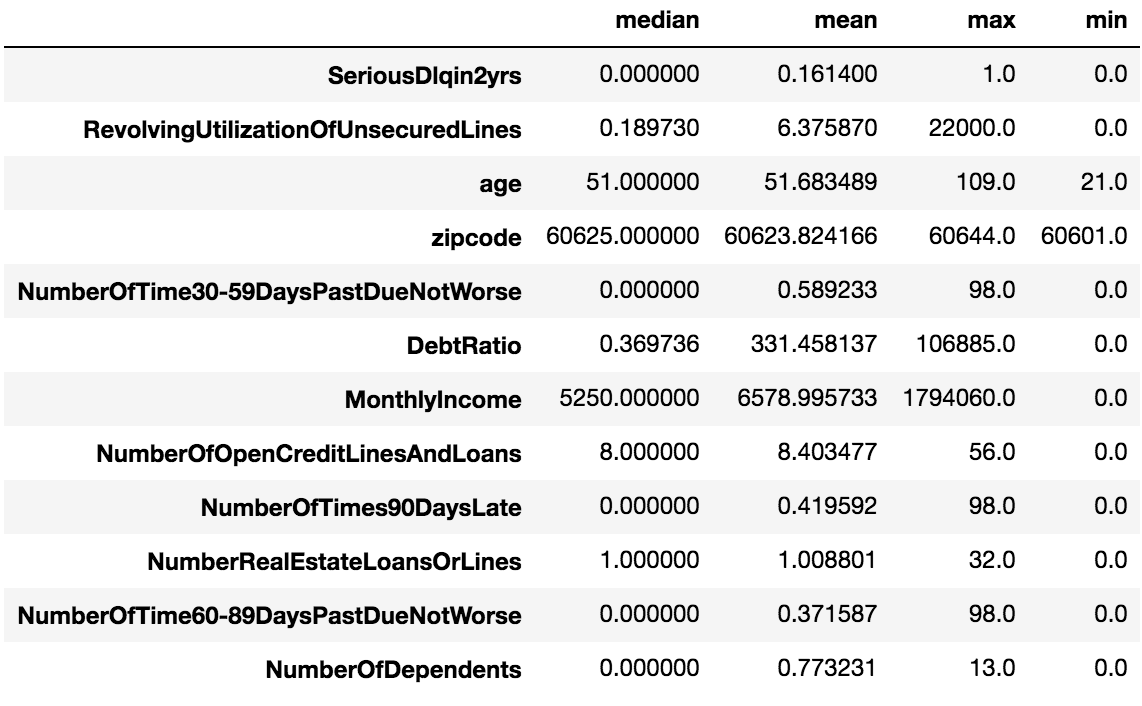 median mean max min
SeriousDlqin2yrs 0.000000 0.161400 1.0 0.0
RevolvingUtilizationOfUnsecuredLines 0.189730 6.375870 22000.0 0.0
age 51.000000 51.683489 109.0 21.0
zipcode 60625.000000 60623.824166 60644.0 60601.0
NumberOfTime30-59DaysPastDueNotWorse 0.000000 0.589233 98.0 0.0
DebtRatio 0.369736 331.458137 106885.0 0.0
MonthlyIncome 5250.000000 6578.995733 1794060.0 0.0
NumberOfOpenCreditLinesAndLoans 8.000000 8.403477 56.0 0.0
NumberOfTimes90DaysLate 0.000000 0.419592 98.0 0.0
NumberRealEstateLoansOrLines 1.000000 1.008801 32.0 0.0
NumberOfTime60-89DaysPastDueNotWorse 0.000000 0.371587 98.0 0.0
NumberOfDependents 0.000000 0.773231 13.0 0.0